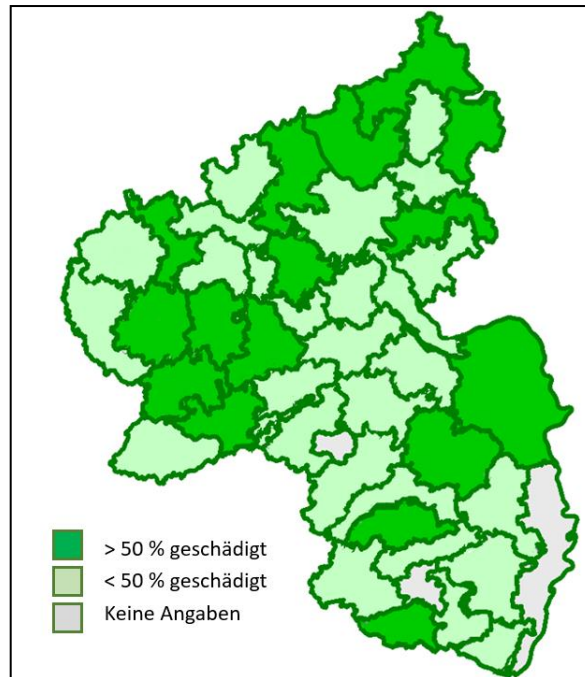 > 50 % geschädigt
< 50 % geschädigt
Keine Angaben